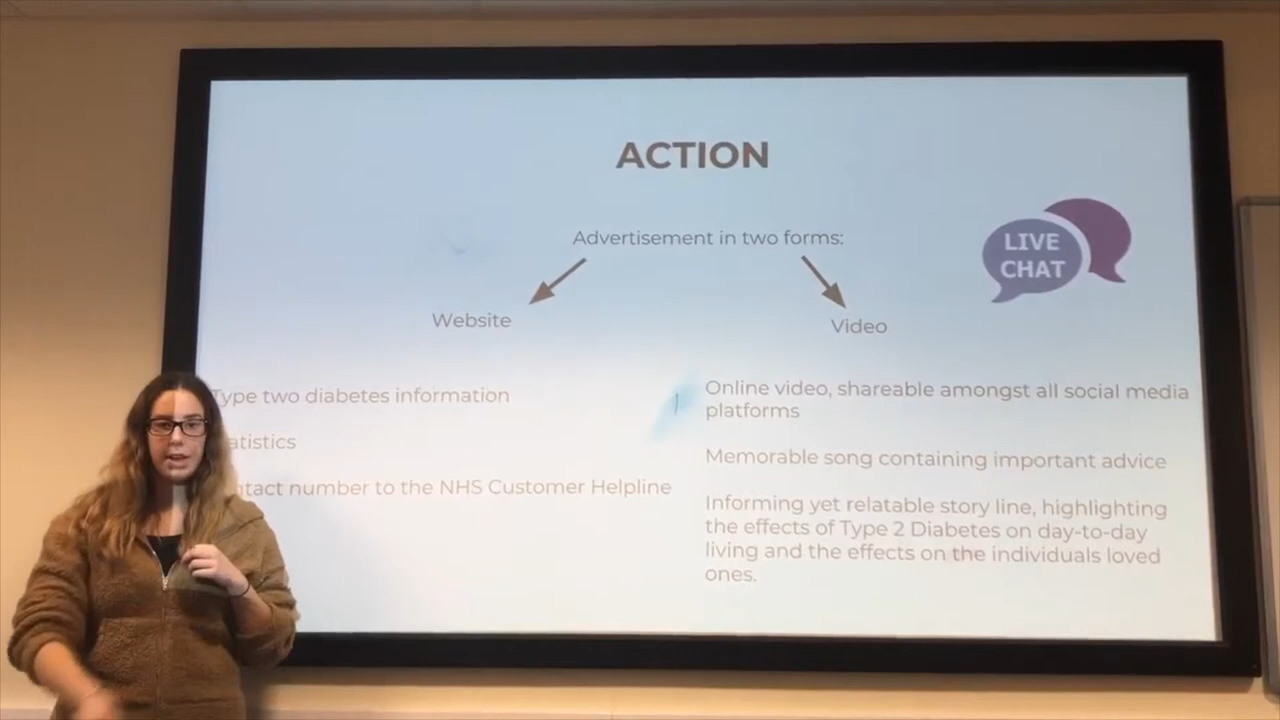 ACTION
Advertisement in two forms:
LIVE
CHAT
Website
Video
Type two diabetes information
atistics
ntact number to the NHS Customer Helpline
Online video, shareable amongst all social media
platforms
Memorable song containing important advice
Informing yet relatable story line, highlighting
the effects of Type 2 Diabetes on day-to-day
living and the effects on the individuals loved
ones.